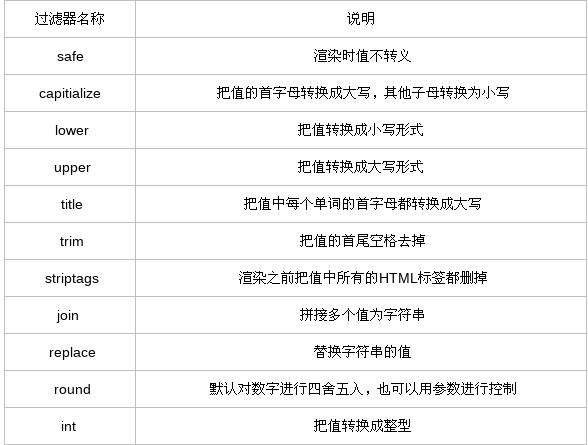 过滤器名称 说明
safe 渲染时值不转义
capitialize 把值的首字母转换成大写，其他子母转换为小写
lower 把值转换成小写形式
upper 把值转换成大写形式
title 把值中每个单词的首字母都转换成大写
trim 把值的首尾空格去掉
striptags 渲染之前把值中所有的HTML标签都删掉
join 拼接多个值为字符串
replace 替换字符串的值
round 默认对数字进行四舍五入，也可以用参数进行控制
int 把值转换成整型